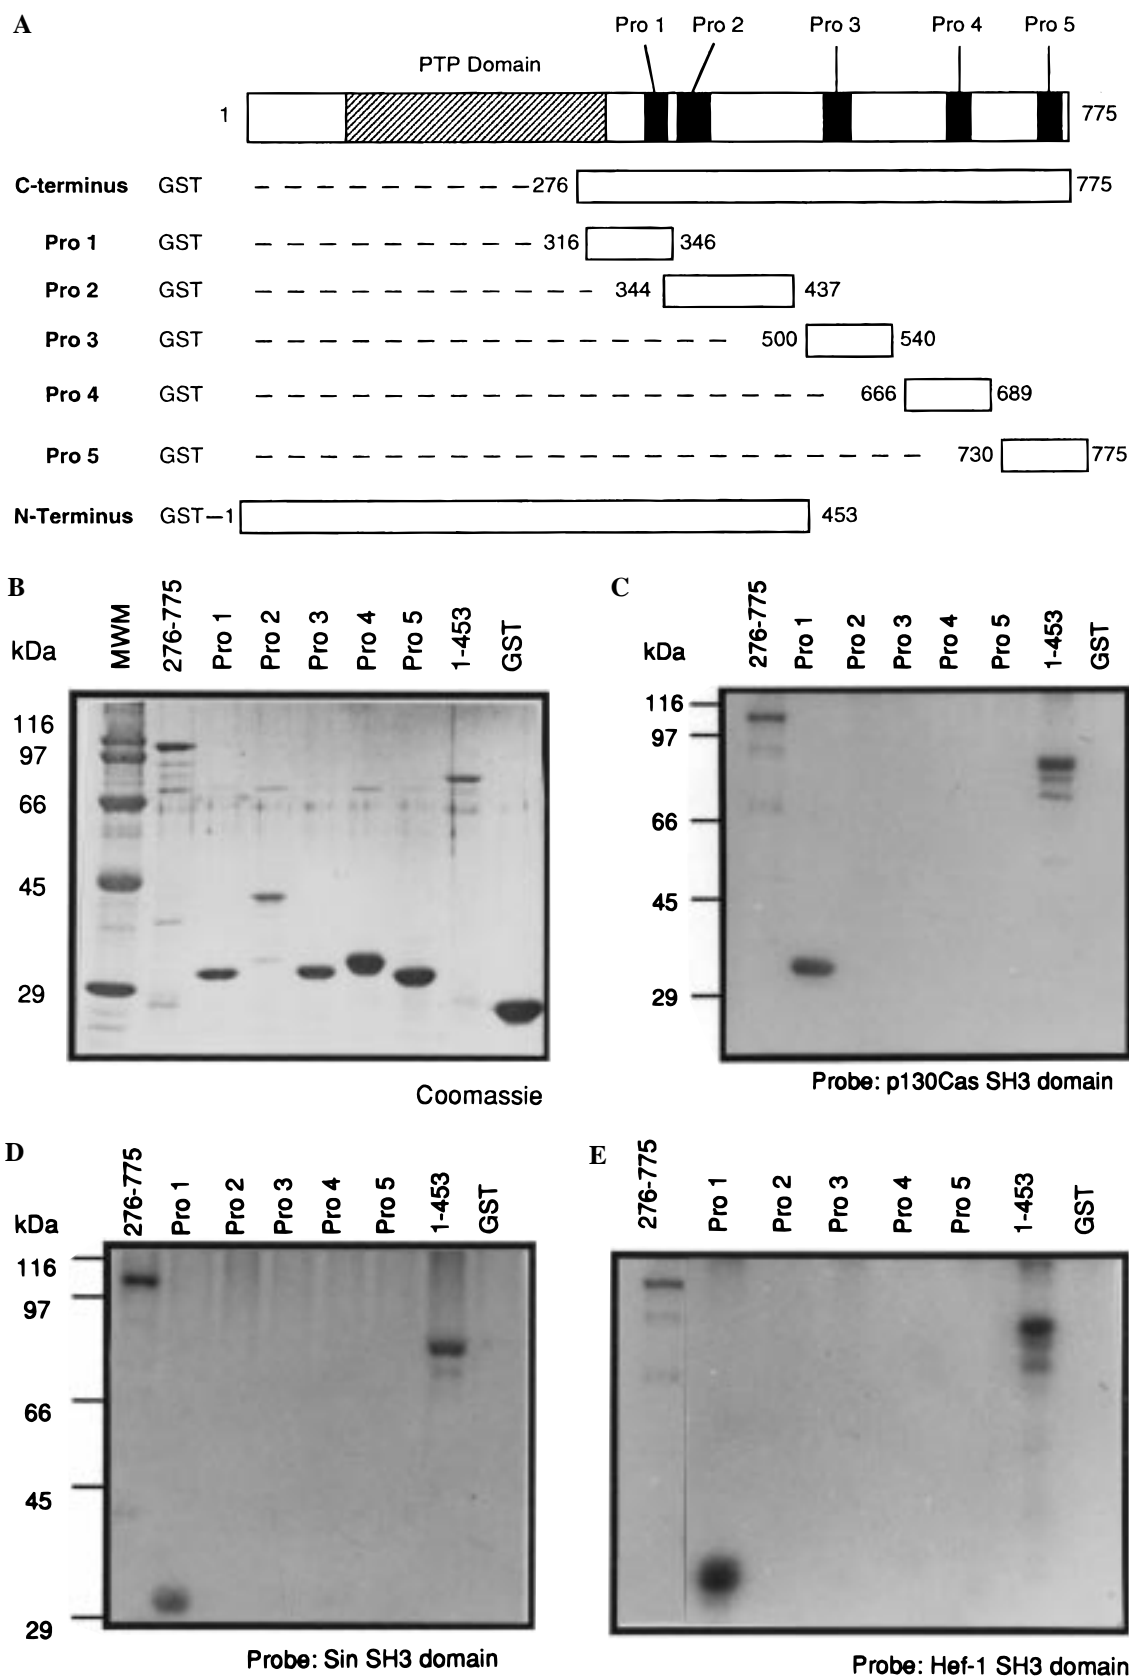 A
Pro 1 Pro 2 Pro 3 Pro 4 Pro 5
PTP Domain
1 775
C-terminus GST 276 775
Pro 1 GST 316 346
Pro 2 GST 344 437
Pro 3 GST 500 540
Pro 4 GST 666 689
Pro 5 GST 730 775
N-Terminus GST–1 453
B
kDa MWM 276-775 Pro 1 Pro 2 Pro 3 Pro 4 Pro 5 1-453 GST
116
97
66
45
29
Coomassie
C
kDa 276-775 Pro 1 Pro 2 Pro 3 Pro 4 Pro 5 1-453 GST
116
97
66
45
29
Probe: p130Cas SH3 domain
D
kDa 276-775 Pro 1 Pro 2 Pro 3 Pro 4 Pro 5 1-453 GST
116
97
66
45
29
Probe: Sin SH3 domain
E
276-775 Pro 1 Pro 2 Pro 3 Pro 4 Pro 5 1-453 GST
Probe: Hef-1 SH3 domain